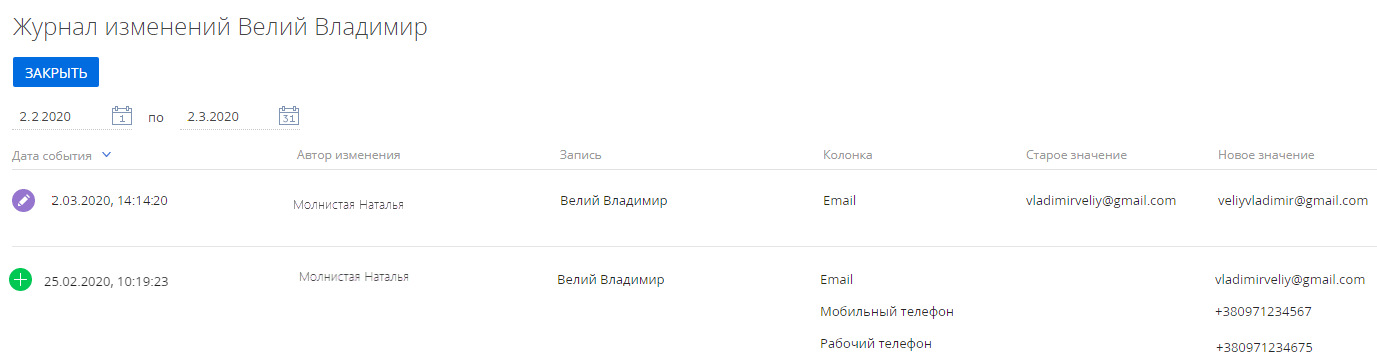 Журнал изменений Велий Владимир
ЗАКРЫТЬ
2.2 2020 1 по 2.3.2020 31
Дата события Автор изменения Запись Колонка Старое значение Новое значение
2.03.2020, 14:14:20 Молнистая Наталья Велий Владимир Email vladimirveliy@gmail.com veliyvladimir@gmail.com
25.02.2020, 10:19:23 Молнистая Наталья Велий Владимир Email vladimirveliy@gmail.com
Мобильный телефон +380971234567
Рабочий телефон +380971234675